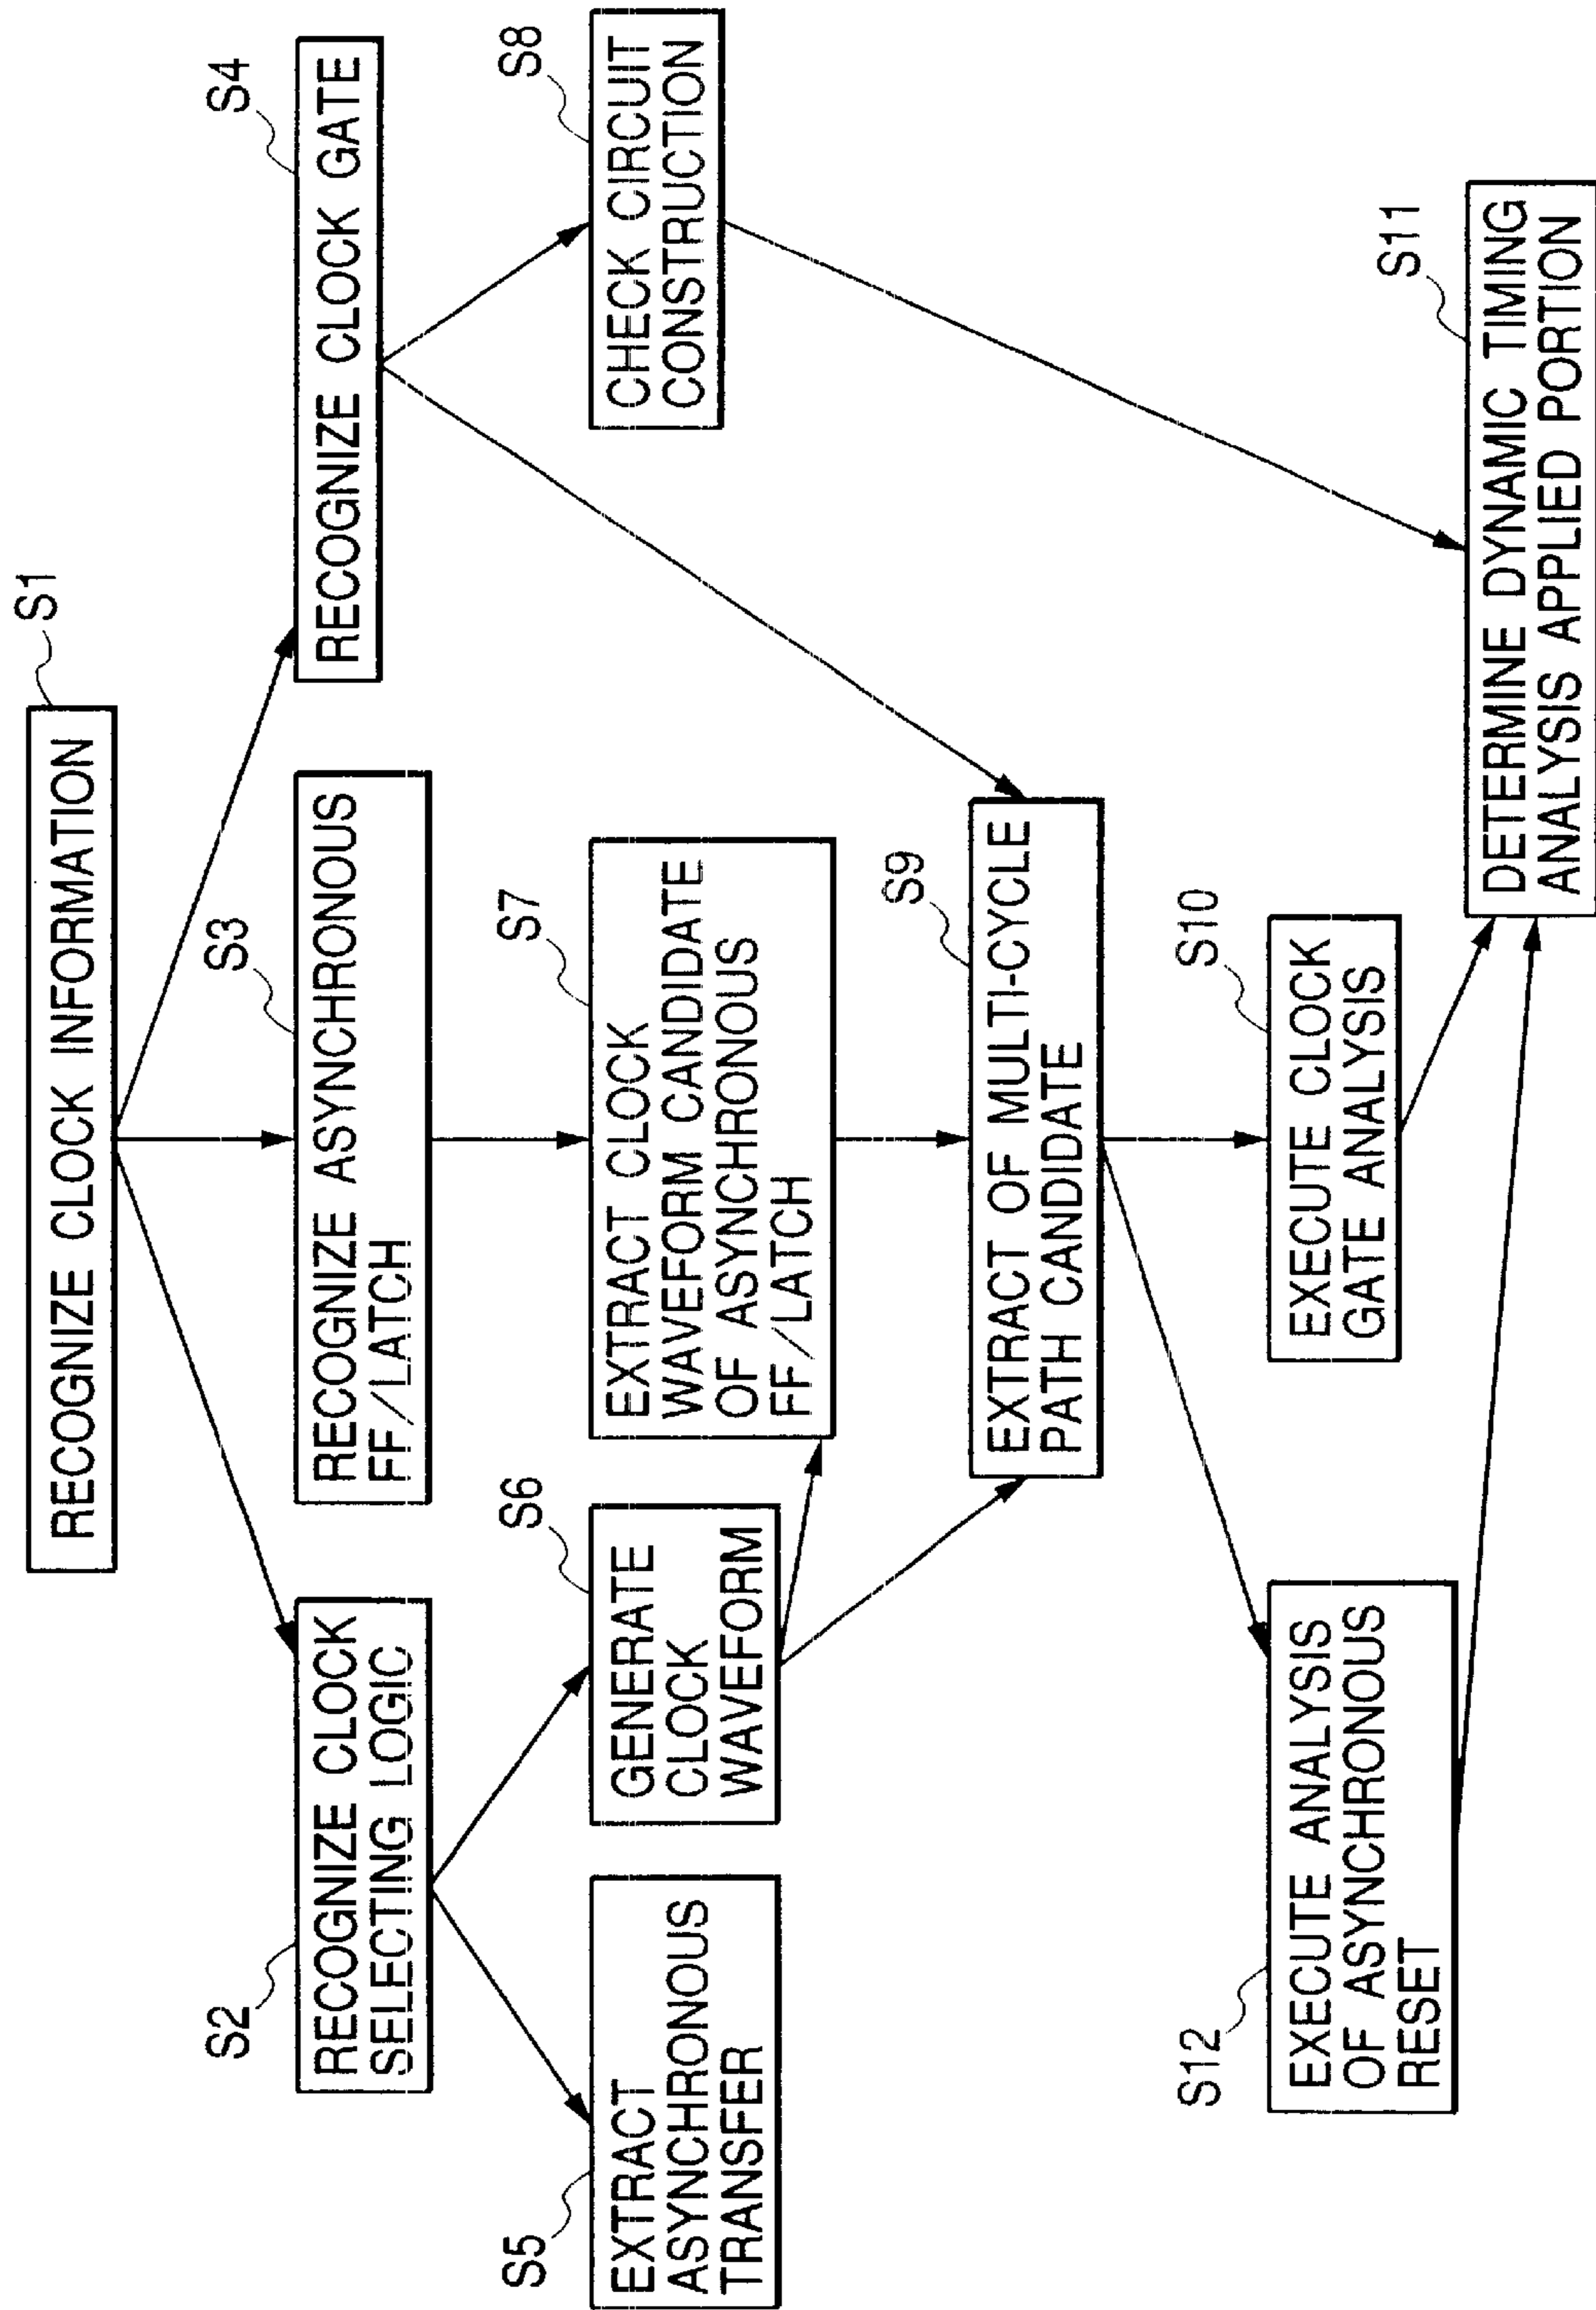 S1
RECOGNIZE CLOCK INFORMATION
S2
RECOGNIZE CLOCK
SELECTING LOGIC
S3
RECOGNIZE ASYNCHRONOUS
FF/LATCH
S4
RECOGNIZE CLOCK GATE
S5
EXTRACT
ASYNCHRONOUS
TRANSFER
S6
GENERATE
CLOCK
WAVEFORM
S7
EXTRACT CLOCK
WAVEFORM CANDIDATE
OF ASYNCHRONOUS
FF/LATCH
S8
CHECK CIRCUIT
CONSTRUCTION
S9
EXTRACT OF MULTI-CYCLE
PATH CANDIDATE
S12
EXECUTE ANALYSIS
OF ASYNCHRONOUS
RESET
S10
EXECUTE CLOCK
GATE ANALYSIS
S11
DETERMINE DYNAMIC TIMING
ANALYSIS APPLIED PORTION